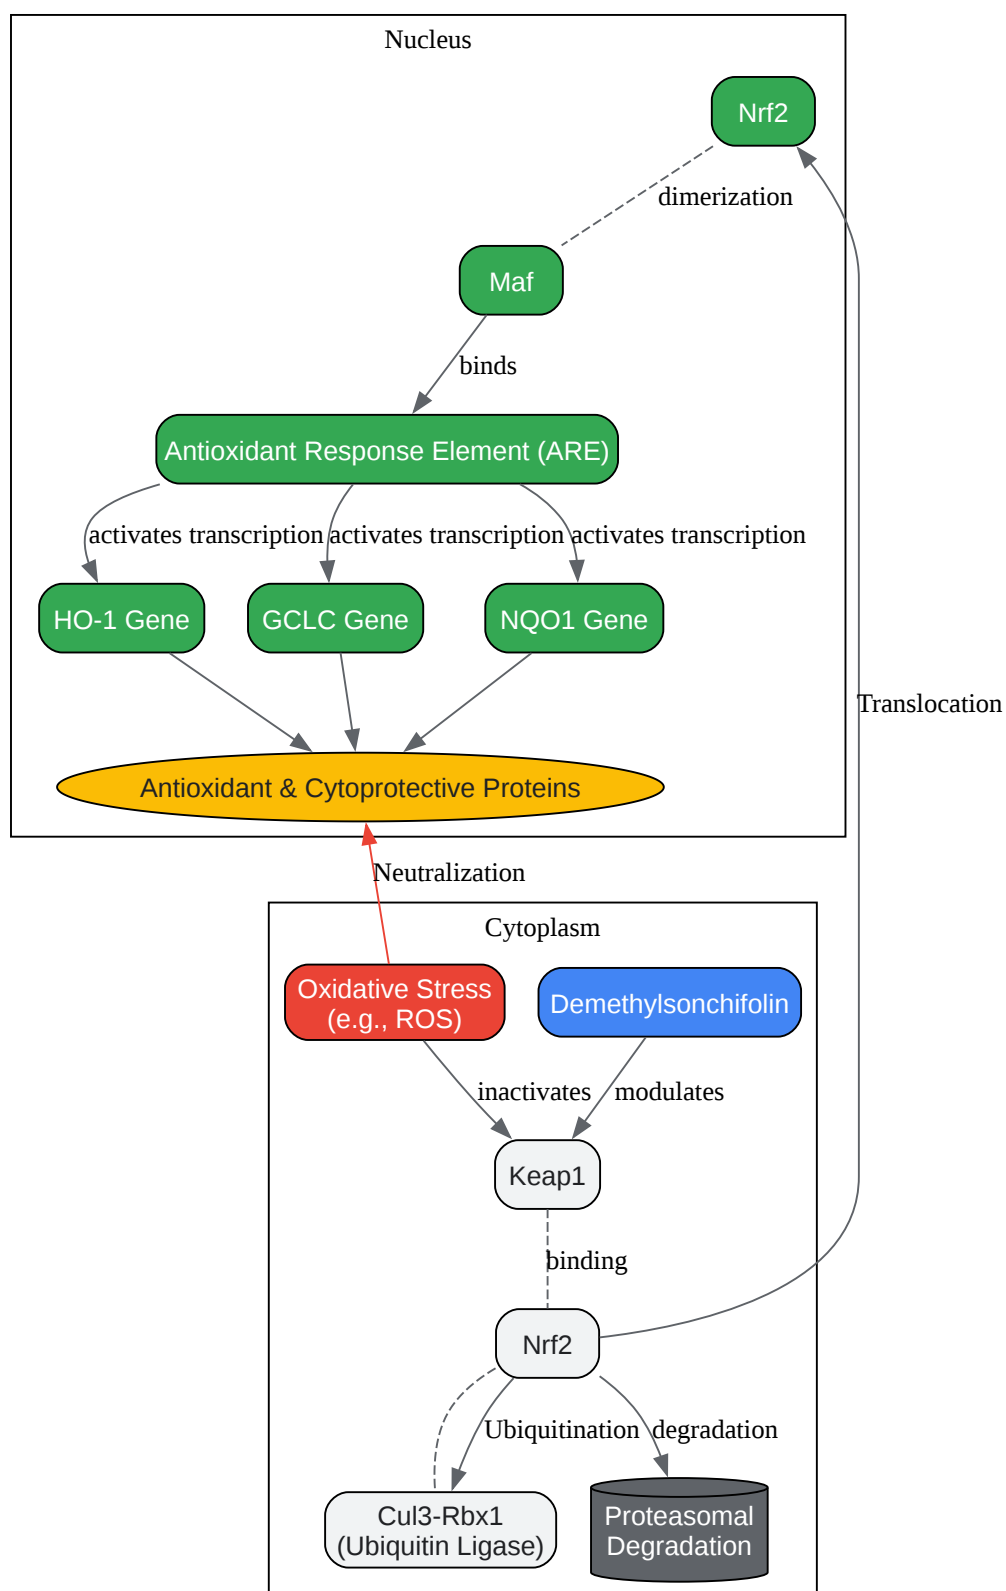 Nucleus
Nrf2
dimerization
Maf
binds
Antioxidant Response Element (ARE)
activates transcription
activates transcription
activates transcription
HO-1 Gene
GCLC Gene
NQO1 Gene
Translocation
Antioxidant & Cytoprotective Proteins
Neutralization
Cytoplasm
Oxidative Stress
(e.g., ROS)
Demethylsonchifolin
inactivates
modulates
Keap1
binding
Nrf2
Ubiquitination
degradation
Cul3-Rbx1
(Ubiquitin Ligase)
Proteasomal
Degradation